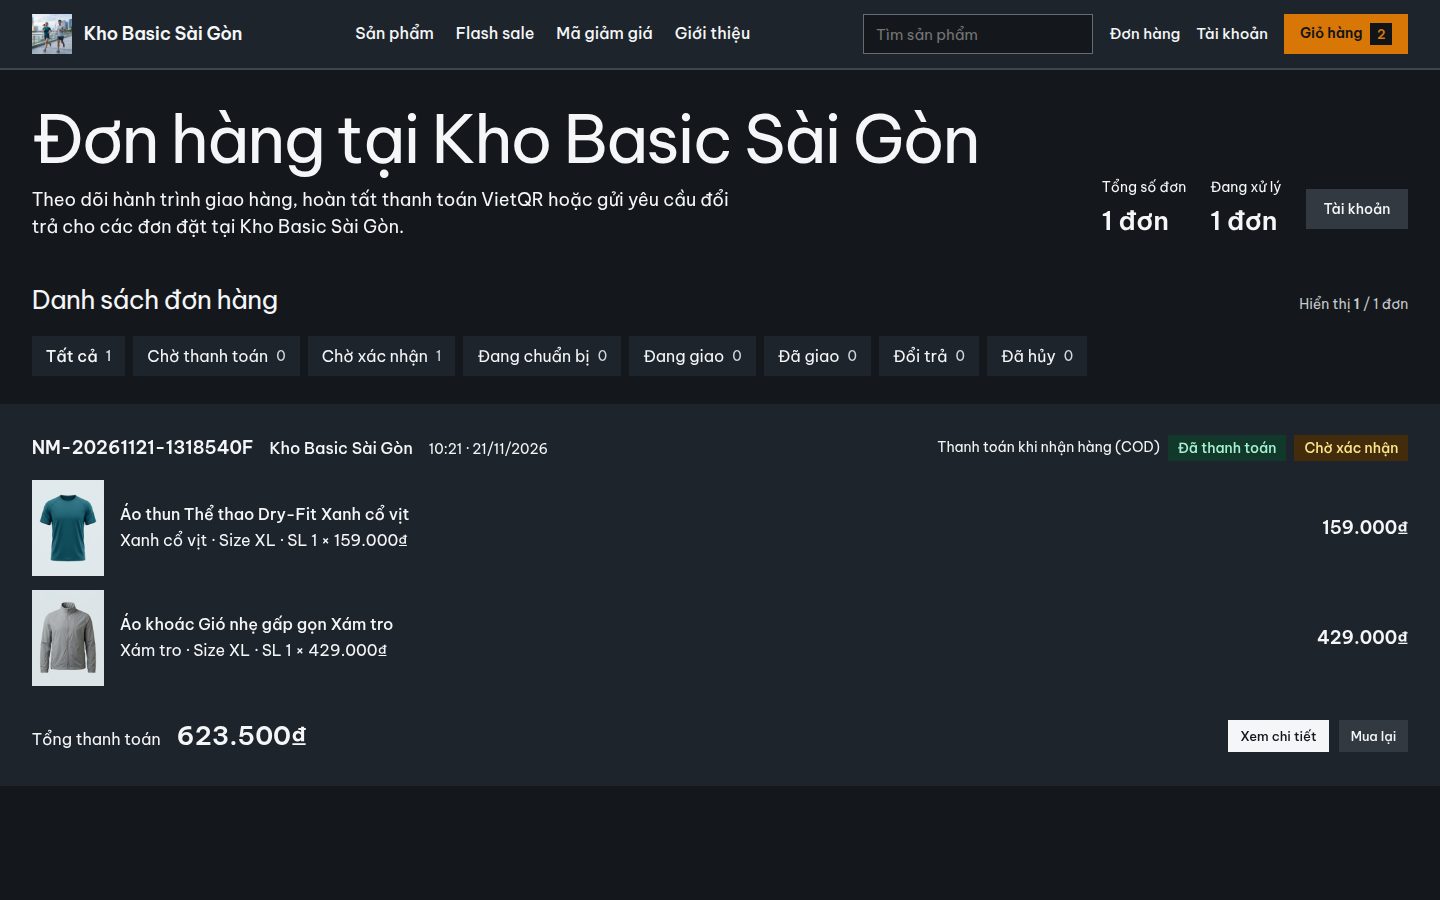 Kho Basic Sài Gòn
Sản phẩm
Flash sale
Mã giảm giá
Giới thiệu
Tìm sản phẩm
Đơn hàng
Tài khoản
Giỏ hàng 2
Đơn hàng tại Kho Basic Sài Gòn
Theo dõi hành trình giao hàng, hoàn tất thanh toán VietQR hoặc gửi yêu cầu đổi
trả cho các đơn đặt tại Kho Basic Sài Gòn.
Tổng số đơn
1 đơn
Đang xử lý
1 đơn
Tài khoản
Danh sách đơn hàng
Hiển thị 1 / 1 đơn
Tất cả 1
Chờ thanh toán 0
Chờ xác nhận 1
Đang chuẩn bị 0
Đang giao 0
Đã giao 0
Đổi trả 0
Đã hủy 0
NM-20261121-1318540F Kho Basic Sài Gòn 10:21 · 21/11/2026
Thanh toán khi nhận hàng (COD) Đã thanh toán Chờ xác nhận
Áo thun Thể thao Dry-Fit Xanh cổ vịt
Xanh cổ vịt · Size XL · SL 1 × 159.000₫
159.000₫
Áo khoác Gió nhẹ gấp gọn Xám tro
Xám tro · Size XL · SL 1 × 429.000₫
429.000₫
Tổng thanh toán 623.500₫
Xem chi tiết
Mua lại